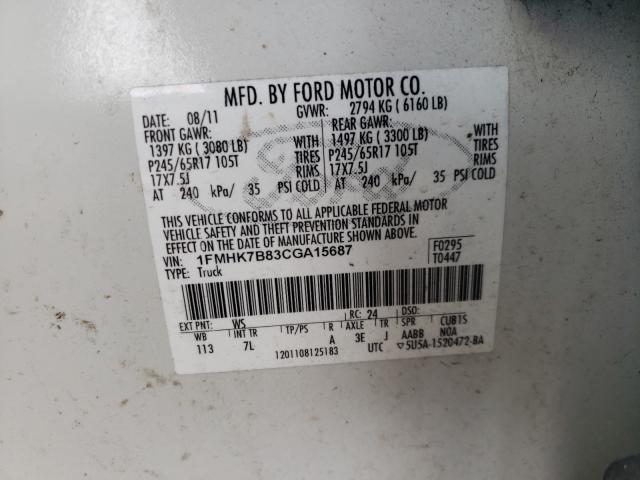 MFD. BY FORD MOTOR CO.
DATE: 08/11 GVWR: 2794 KG (6160 LB)
FRONT GAWR: REAR GAWR:
1397 KG (3080 LB) WITH 1497 KG (3300 LB) WITH
P245/65R17 105T TIRES P245/65R17 105T TIRES
17X7.5J RIMS 17X7.5J RIMS
AT 240 kPa/ 35 PSI COLD AT 240 kPa/ 35 PSI COLD
THIS VEHICLE CONFORMS TO ALL APPLICABLE FEDERAL MOTOR
VEHICLE SAFETY AND THEFT PREVENTION STANDARDS IN
EFFECT ON THE DATE OF MANUFACTURE SHOWN ABOVE.
VIN: 1FMHK7B83CGA15687 F0295
TYPE: Truck T0447
EXT PNT: WS RC: 24 DSO:
WB INT TR TP/PS R AXLE TR SPR CUBIS
113 7L A 3E J AABB NOA
1201108125183 UTC ▽5U5A-1520472-BA
Ford